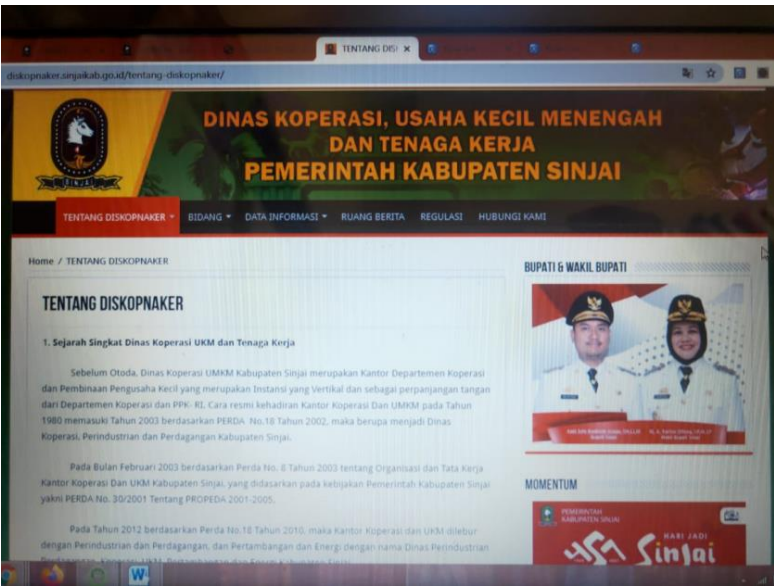 TENTANG DIS
diskopnaker.sinjaikab.go.id/tentang-diskopnaker/
DINAS KOPERASI, USAHA KECIL MENENGAH
DAN TENAGA KERJA
PEMERINTAH KABUPATEN SINJAI
SINJAI
TENTANG DISKOPNAKER
BIDANG
DATA INFORMASI
RUANG BERITA
REGULASI
HUBUNGI KAMI
Home / TENTANG DISKOPNAKER
TENTANG DISKOPNAKER
1. Sejarah Singkat Dinas Koperasi UKM dan Tenaga Kerja
Sebelum Otoda, Dinas Koperasi UMKM Kabupaten Sinjai merupakan Kantor Departemen Koperasi
dan Pembinaan Pengusaha Kecil yang merupakan Instansi yang Vertikal dan sebagai perpanjangan tangan
dari Departemen Koperasi dan PPK- RI. Cara resmi kehadiran Kantor Koperasi Dan UMKM pada Tahun
1980 memasuki Tahun 2003 berdasarkan PERDA No.18 Tahun 2002, maka berupa menjadi Dinas
Koperasi, Perindustrian dan Perdagangan Kabupaten Sinjai.
Pada Bulan Februari 2003 berdasarkan Perda No. 8 Tahun 2003 tentang Organisasi dan Tata Kerja
Kantor Koperasi Dan UKM Kabupaten Sinjai, yang didasarkan pada kebijakan Pemerintah Kabupaten Sinjai
yakni PERDA No. 30/2001 Tentang PROPEDA 2001-2005.
Pada Tahun 2012 berdasarkan Perda No.18 Tahun 2010, maka Kantor Koperasi dan UKM dilebur
dengan Perindustrian dan Perdagangan, dan Pertambangan dan Energi dengan nama Dinas Perindustrian
BUPATI & WAKIL BUPATI
Bupati Sinjai
Wakil Bupati Sinjai
MOMENTUM
PEMERINTAH
KABUPATEN SINJAI
HARI JADI
Sinjai
W